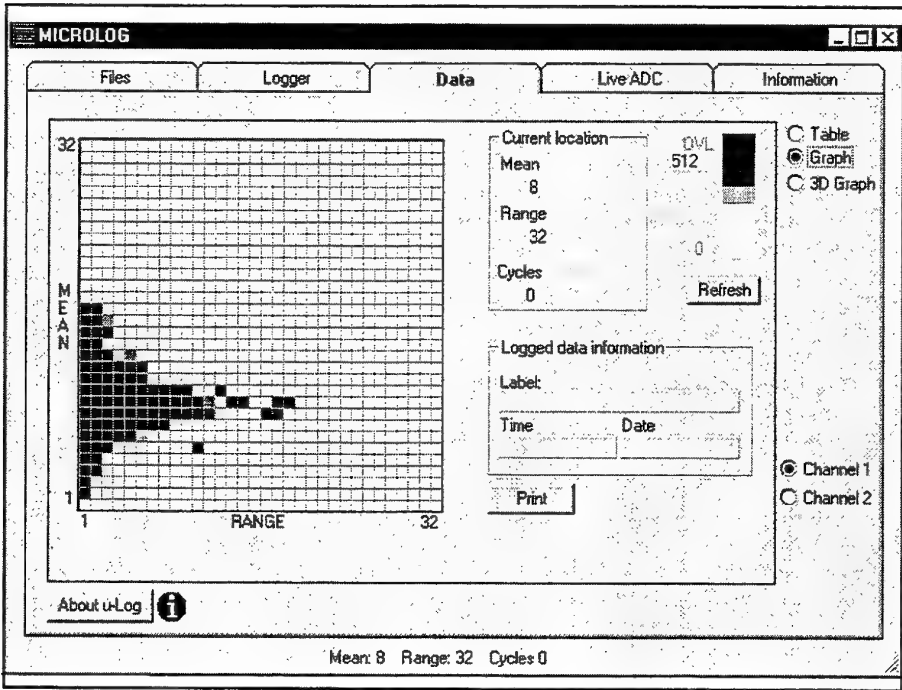 MICROLOG
Files Logger Data Live ADC Information
32
MEAN
1
1 RANGE 32
Current location
Mean
8
Range
32
Cycles
0
OVL
512
0
Refresh
Table
Graph
3D Graph
Logged data information
Label:
Time Date
Print
Channel 1
Channel 2
About u-Log
Mean: 8 Range: 32 Cycles 0